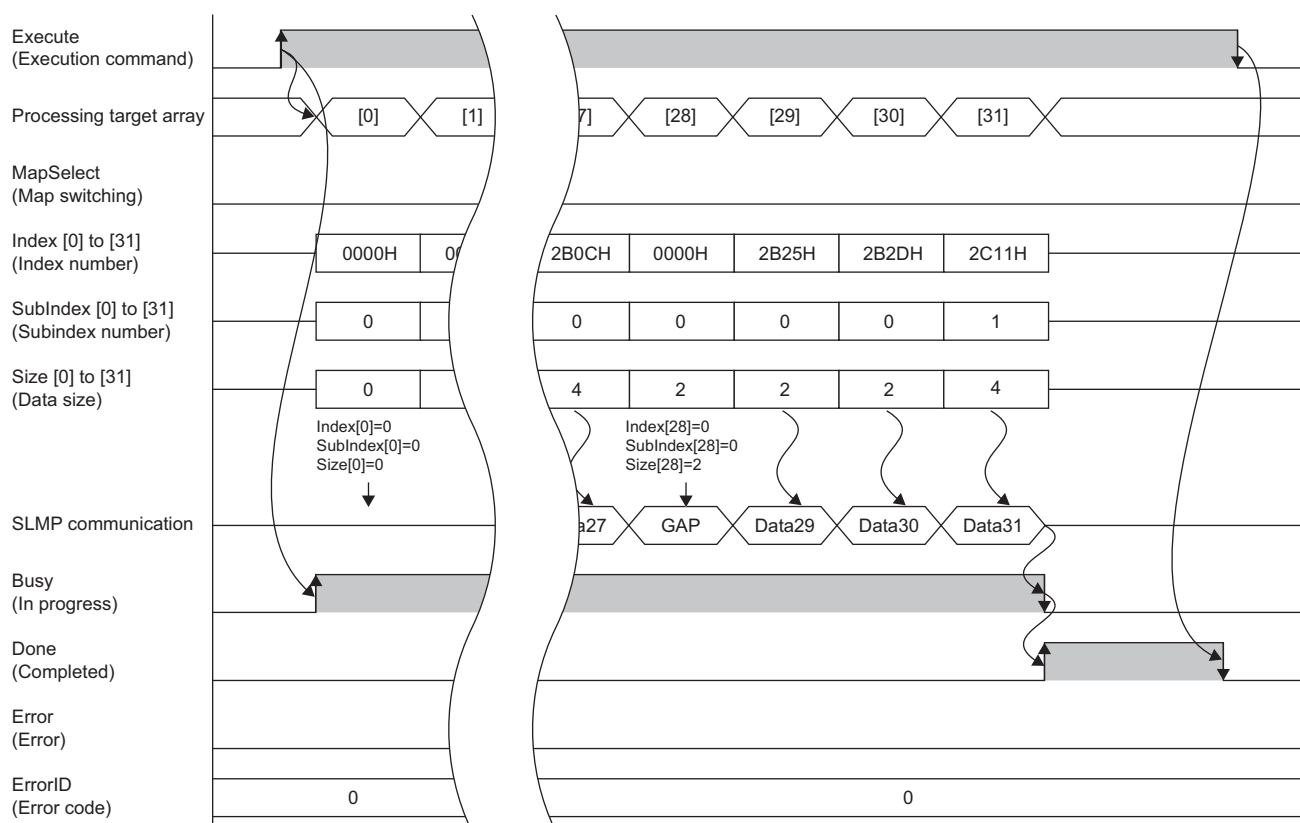 Execute
(Execution command)
Processing target array
[0] [1] 7] [28] [29] [30] [31]
MapSelect
(Map switching)
Index [0] to [31]
(Index number)
0000H 00 2B0CH 0000H 2B25H 2B2DH 2C11H
SubIndex [0] to [31]
(Subindex number)
0 0 0 0 0 1
Size [0] to [31]
(Data size)
0 4 2 2 2 4
Index[0]=0
SubIndex[0]=0
Size[0]=0
Index[28]=0
SubIndex[28]=0
Size[28]=2
SLMP communication
a27 GAP Data29 Data30 Data31
Busy
(In progress)
Done
(Completed)
Error
(Error)
ErrorID
(Error code)
0 0